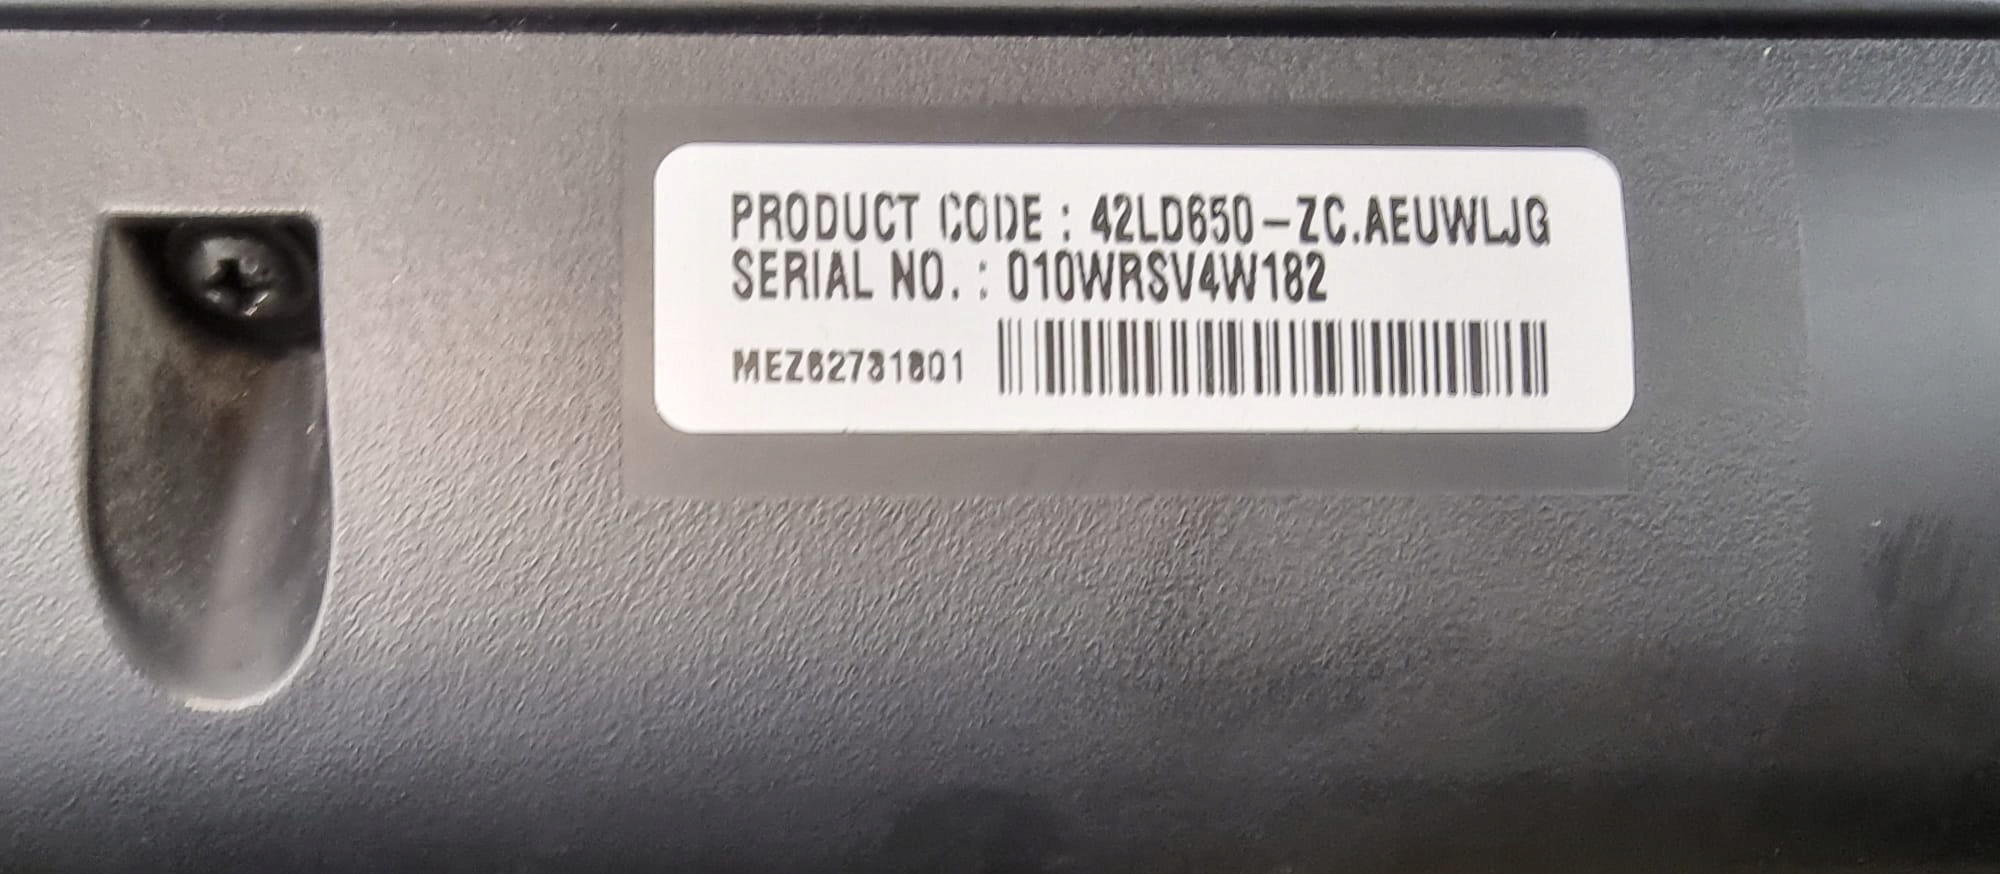 PRODUCT CODE : 42LD650-ZC.AEUWLJG
SERIAL NO. : 010WRSV4W182
MEZ62731801